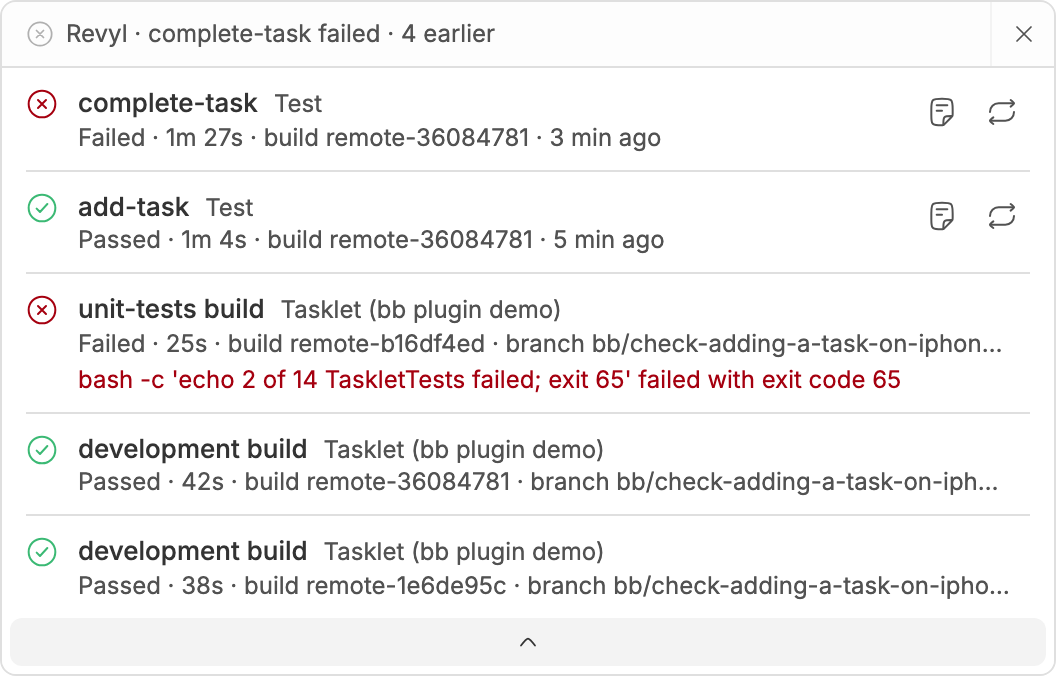 Revyl · complete-task failed · 4 earlier
complete-task Test
Failed · 1m 27s · build remote-36084781 · 3 min ago
add-task Test
Passed · 1m 4s · build remote-36084781 · 5 min ago
unit-tests build Tasklet (bb plugin demo)
Failed · 25s · build remote-b16df4ed · branch bb/check-adding-a-task-on-iphon...
bash -c 'echo 2 of 14 TaskletTests failed; exit 65' failed with exit code 65
development build Tasklet (bb plugin demo)
Passed · 42s · build remote-36084781 · branch bb/check-adding-a-task-on-iph...
development build Tasklet (bb plugin demo)
Passed · 38s · build remote-1e6de95c · branch bb/check-adding-a-task-on-ipho...